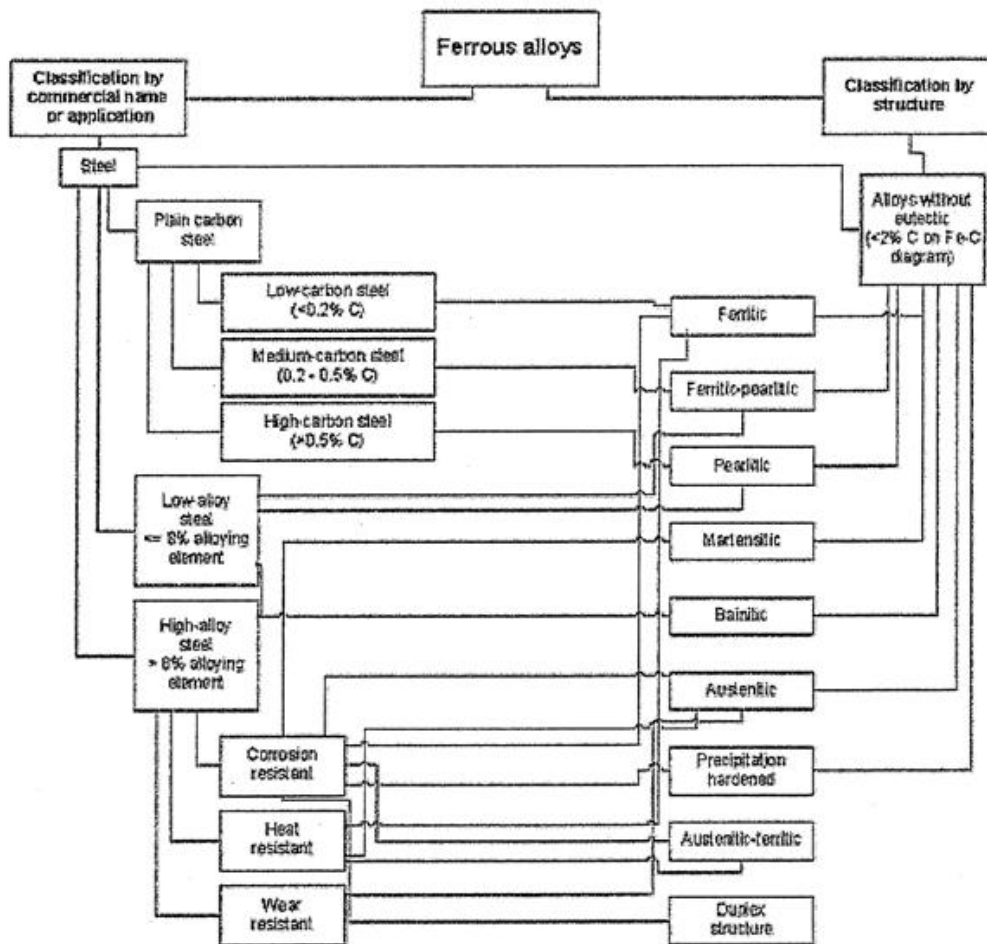 Ferrous alloys
Classification by
commercial name
or application
Classification by
structure
Steel
Alloys without
eutectic
(<2% C on Fe-C
diagram)
Plain carbon
steel
Low-carbon steel
(<0.2% C)
Ferritic
Medium-carbon steel
(0.2 - 0.5% C)
Ferritic-pearlitic
High-carbon steel
(>0.5% C)
Pearlitic
Low-alloy
steel
<= 8% alloying
element
Martensitic
Bainitic
High-alloy
steel
> 8% alloying
element
Austenitic
Corrosion
resistant
Precipitation
hardened
Heat
resistant
Austenitic-ferritic
Wear
resistant
Duplex
structure